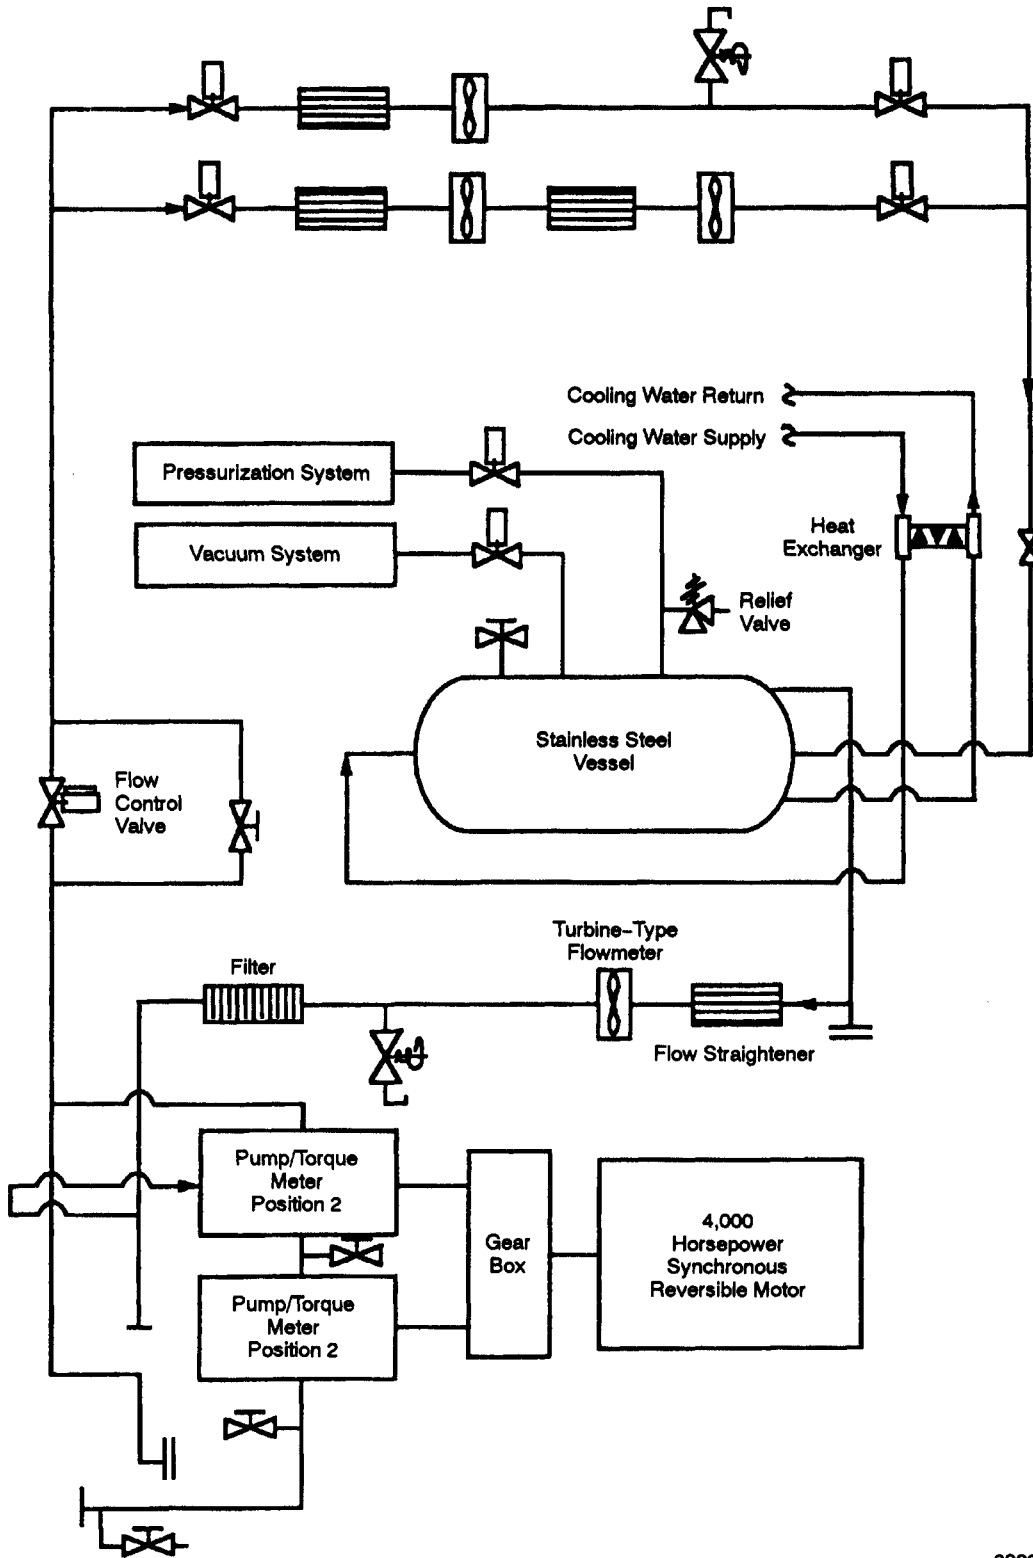 Cooling Water Return
Cooling Water Supply
Pressurization System
Heat
Exchanger
Vacuum System
Relief
Valve
Stainless Steel
Vessel
Flow
Control
Valve
Turbine-Type
Flowmeter
Filter
Flow Straightener
Pump/Torque
Meter
Position 2
Gear
Box
4,000
Horsepower
Synchronous
Reversible Motor
Pump/Torque
Meter
Position 2